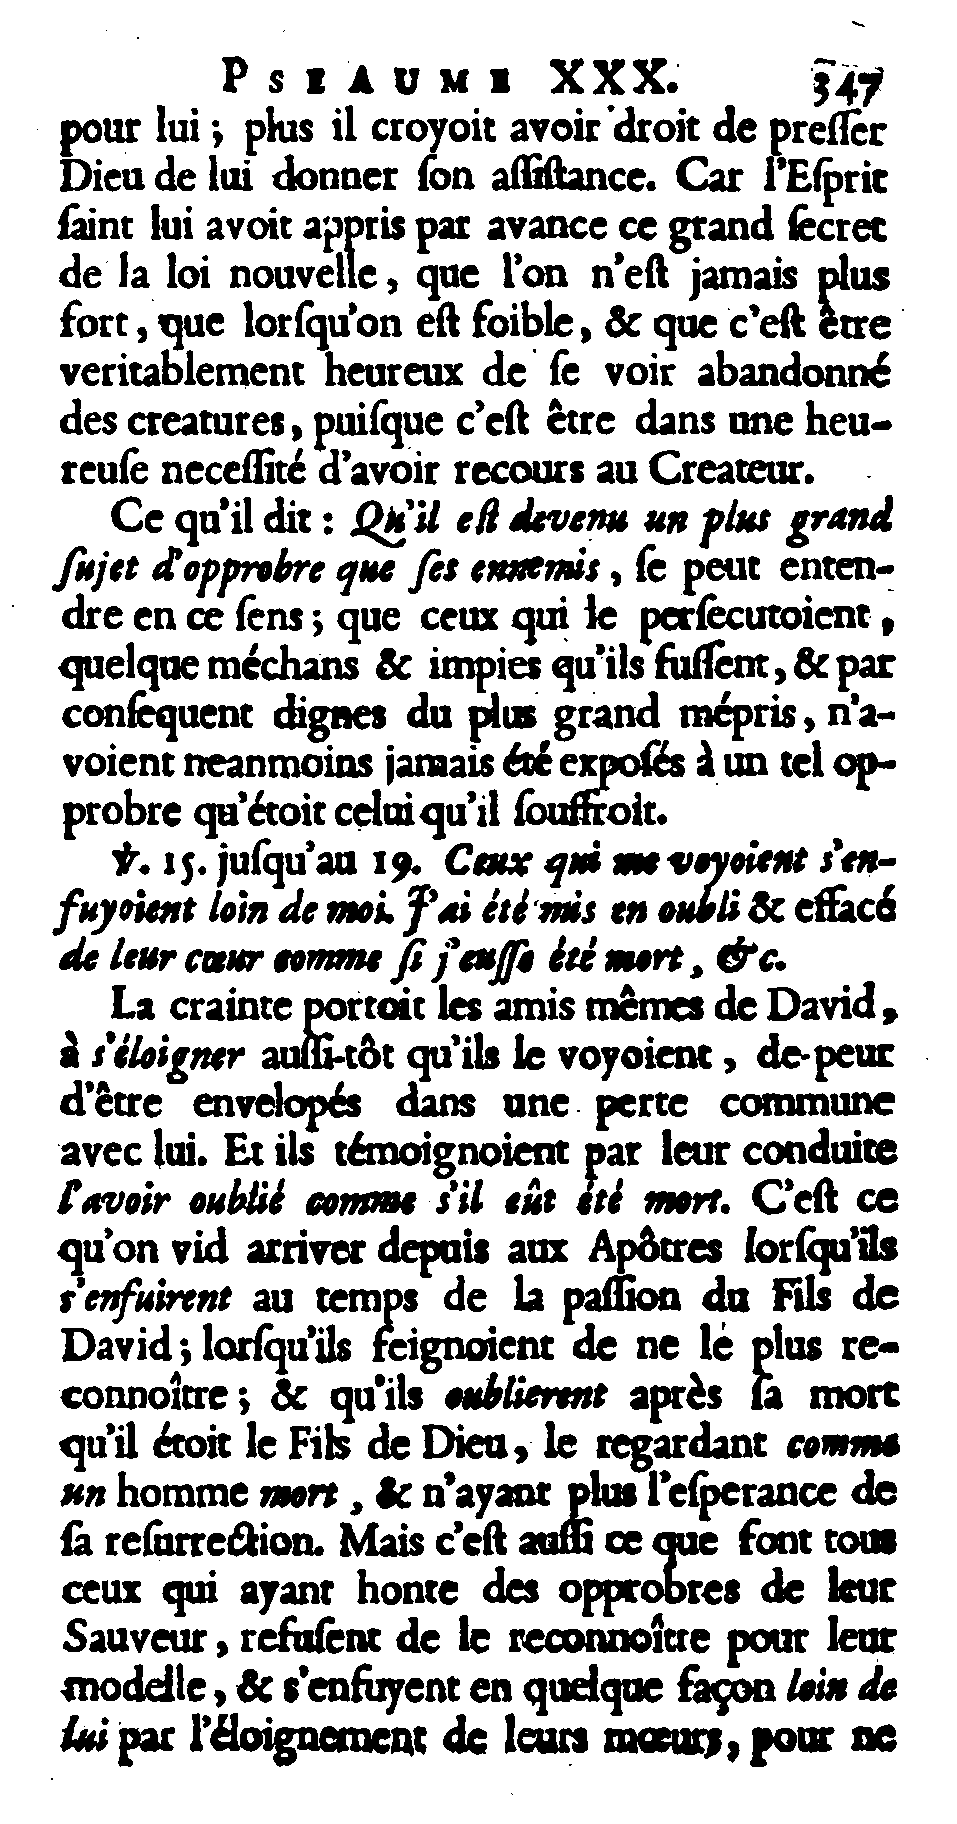 PSEAUME XXX. 347
pour lui ; plus il croyoit avoir droit de preſſer
Dieu de lui donner ſon aſſiſtance. Car l'Eſprit
ſaint lui avoit appris par avance ce grand ſecret
de la loi nouvelle, que l'on n'eſt jamais plus
fort, que lorſqu'on eſt foible, & que c'eſt être
veritablement heureux de ſe voir abandonné
des creatures, puiſque c'eſt être dans une heu-
reuſe neceſſité d'avoir recours au Createur.
Ce qu'il dit : Qu'il eſt devenu un plus grand
ſujet d'opprobre que ſes ennemis, ſe peut enten-
dre en ce ſens ; que ceux qui le perſecutoient,
quelque méchans & impies qu'ils fuſſent, & par
conſequent dignes du plus grand mépris, n'a-
voient neanmoins jamais été expoſés à un tel op-
probre qu'étoit celui qu'il ſouffroit.
℣. 15. juſqu'au 19. Ceux qui me voyoient s'en-
fuyoient loin de moi. J'ai été mis en oubli & effacé
de leur cœur comme ſi j'euſſe été mort, &c.
La crainte portoit les amis mêmes de David,
à s'éloigner auſſi-tôt qu'ils le voyoient, de-peur
d'être envelopés dans une perte commune
avec lui. Et ils témoignoient par leur conduite
l'avoir oublié comme s'il eût été mort. C'eſt ce
qu'on vid arriver depuis aux Apôtres lorſqu'ils
s'enfuirent au temps de la paſſion du Fils de
David ; lorſqu'ils feignoient de ne le plus re-
connoître ; & qu'ils oublierent après ſa mort
qu'il étoit le Fils de Dieu, le regardant comme
un homme mort, & n'ayant plus l'eſperance de
ſa reſurrection. Mais c'eſt auſſi ce que font tous
ceux qui ayant honte des opprobres de leur
Sauveur, refuſent de le reconnoître pour leur
modelle, & s'enfuyent en quelque façon loin de
lui par l'éloignement de leurs mœurs, pour ne